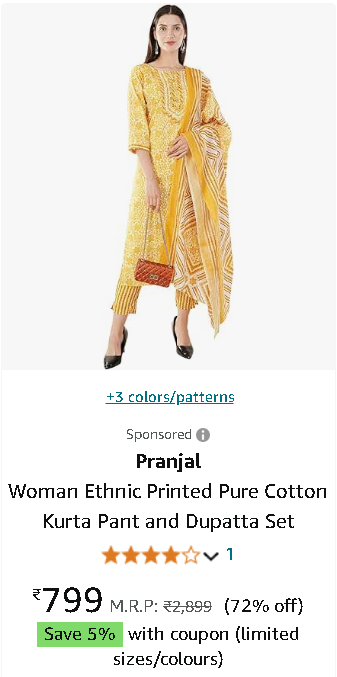 +3 colors/patterns
Sponsored
Pranjal
Woman Ethnic Printed Pure Cotton
Kurta Pant and Dupatta Set
1
₹799 M.R.P: ₹2,899 (72% off)
Save 5% with coupon (limited
sizes/colours)